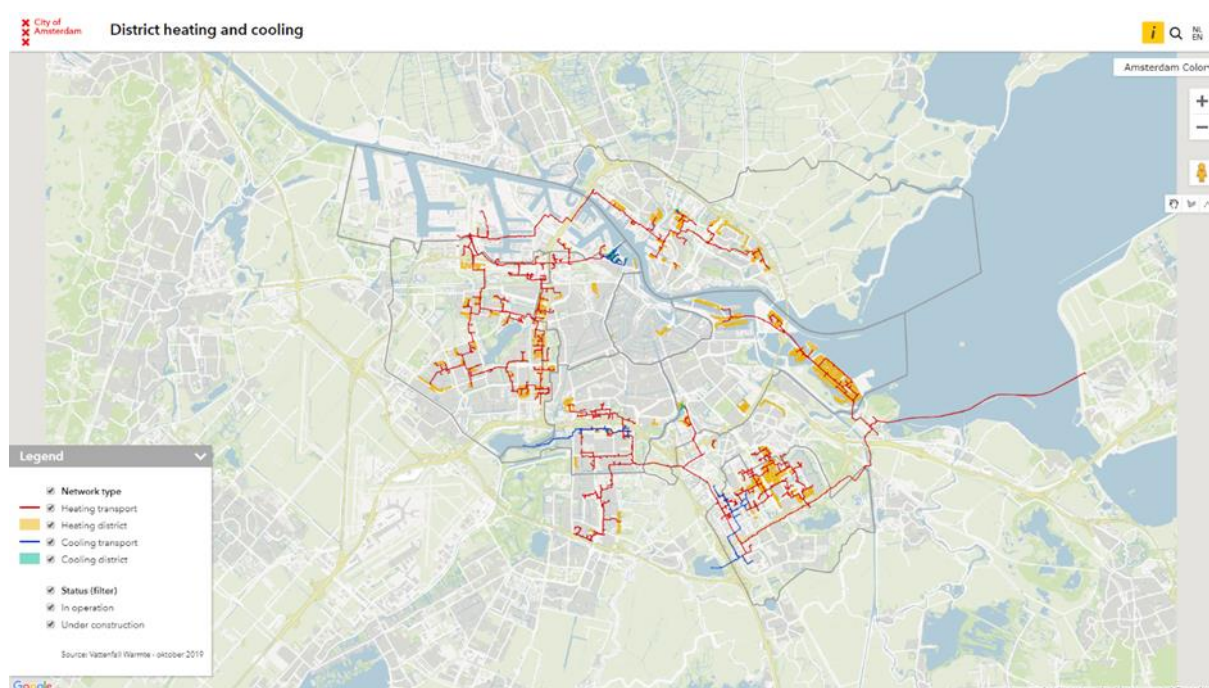 City of
Amsterdam
District heating and cooling
i
NL
EN
Amsterdam Color
+
−
Legend
Network type
Heating transport
Heating district
Cooling transport
Cooling district
Status (filter)
In operation
Under construction
Source: Vattenfall Warmte - oktober 2019
Google